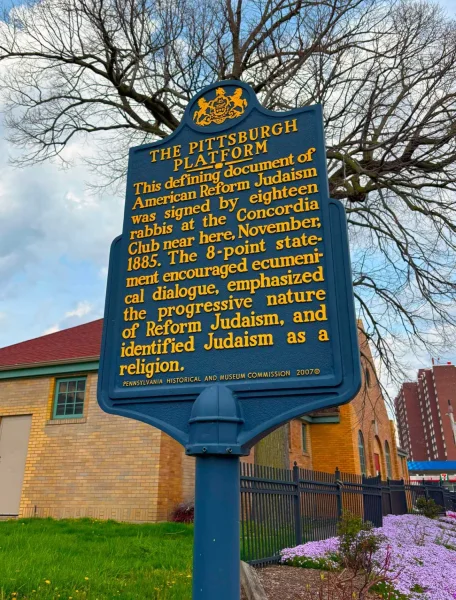 THE PITTSBURGH
PLATFORM
This defining document of
American Reform Judaism
was signed by eighteen
rabbis at the Concordia
Club near here, November,
1885. The 8-point state-
ment encouraged ecumeni-
cal dialogue, emphasized
the progressive nature
of Reform Judaism, and
identified Judaism as a
religion.
PENNSYLVANIA HISTORICAL AND MUSEUM COMMISSION 2007©